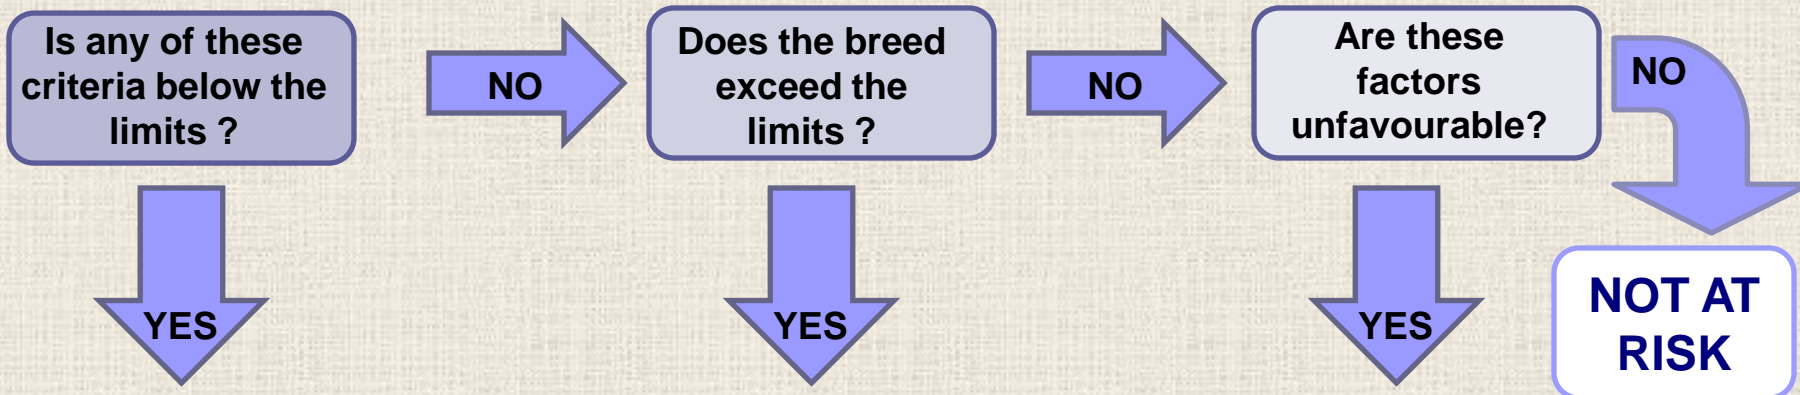 Is any of these
criteria below the
limits ?
NO
Does the breed
exceed the
limits ?
NO
Are these
factors
unfavourable?
NO
YES
YES
YES
NOT AT
RISK